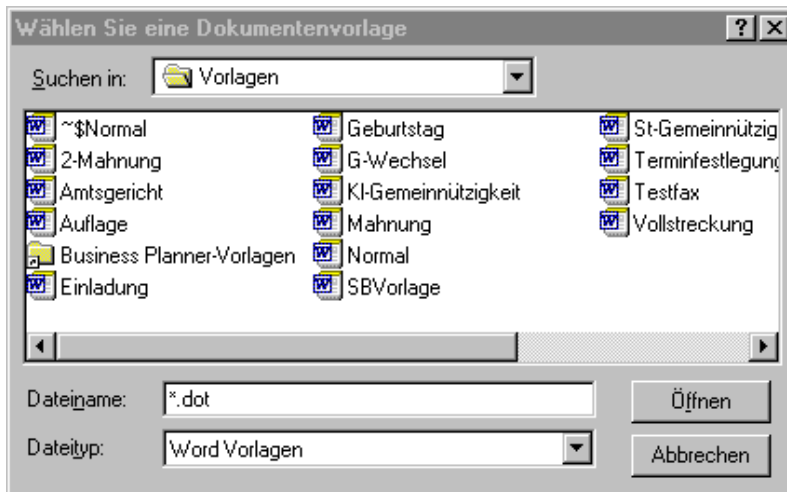 Wählen Sie eine Dokumentenvorlage
Suchen in: Vorlagen
~$Normal
2-Mahnung
Amtsgericht
Auflage
Business Planner-Vorlagen
Einladung
Geburtstag
G-Wechsel
Kl-Gemeinnützigkeit
Mahnung
Normal
SBVorlage
St-Gemeinnützig
Terminfestlegung
Testfax
Vollstreckung
Dateiname: *.dot
Öffnen
Dateityp: Word Vorlagen
Abbrechen